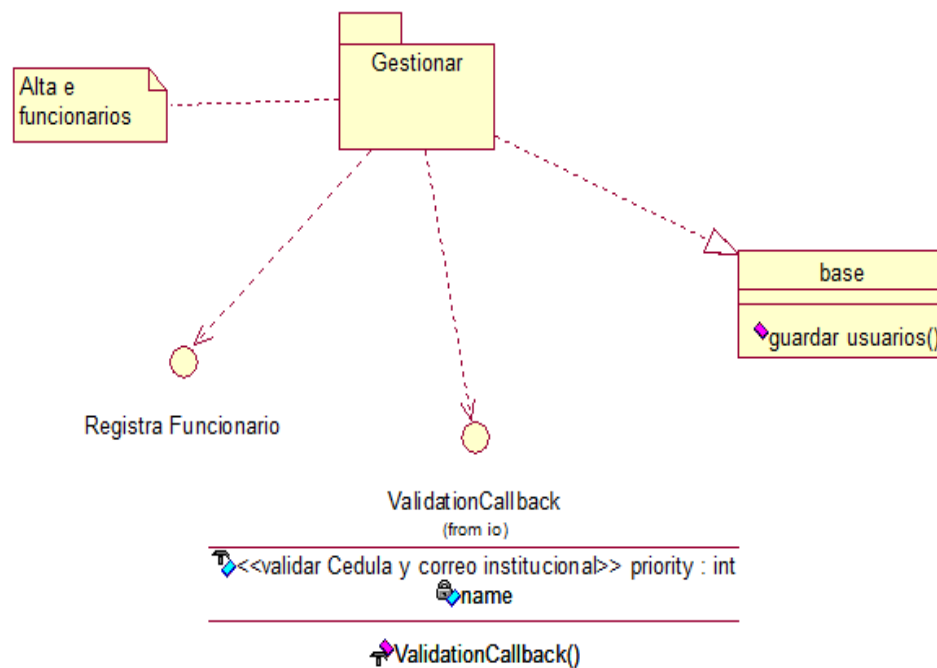 Gestionar
Alta e
funcionarios
base
guardar usuarios()
Registra Funcionario
ValidationCallback
(from io)
<<validar Cedula y correo institucional>> priority : int
name
ValidationCallback()